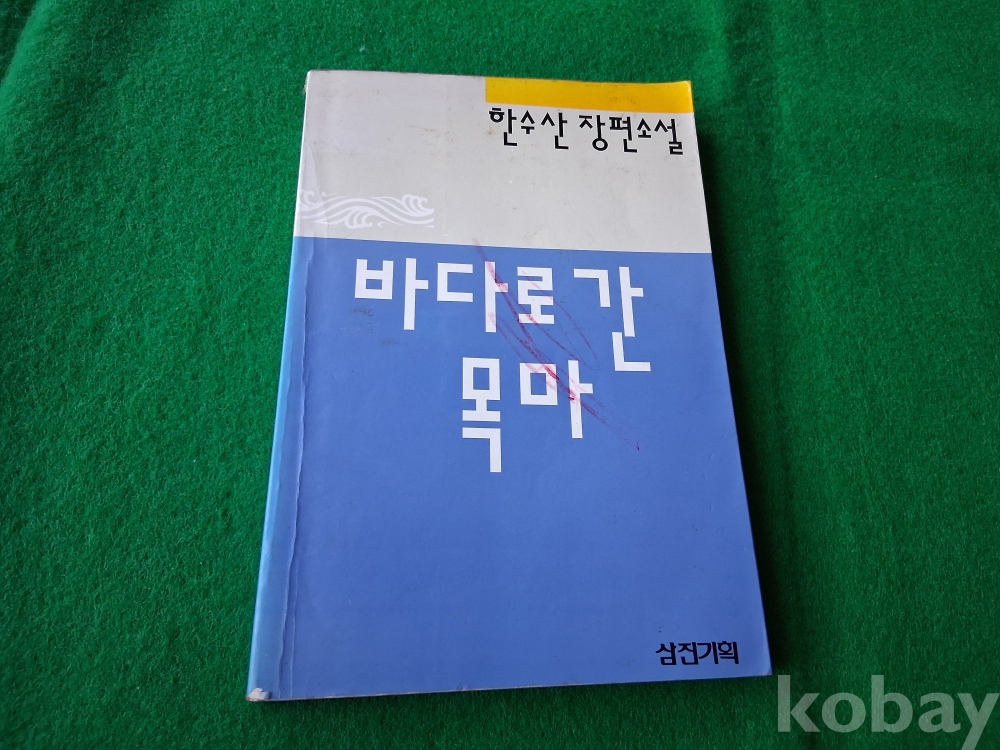 한수산 장편소설
바다로 간
목마
삼진기획
kobay